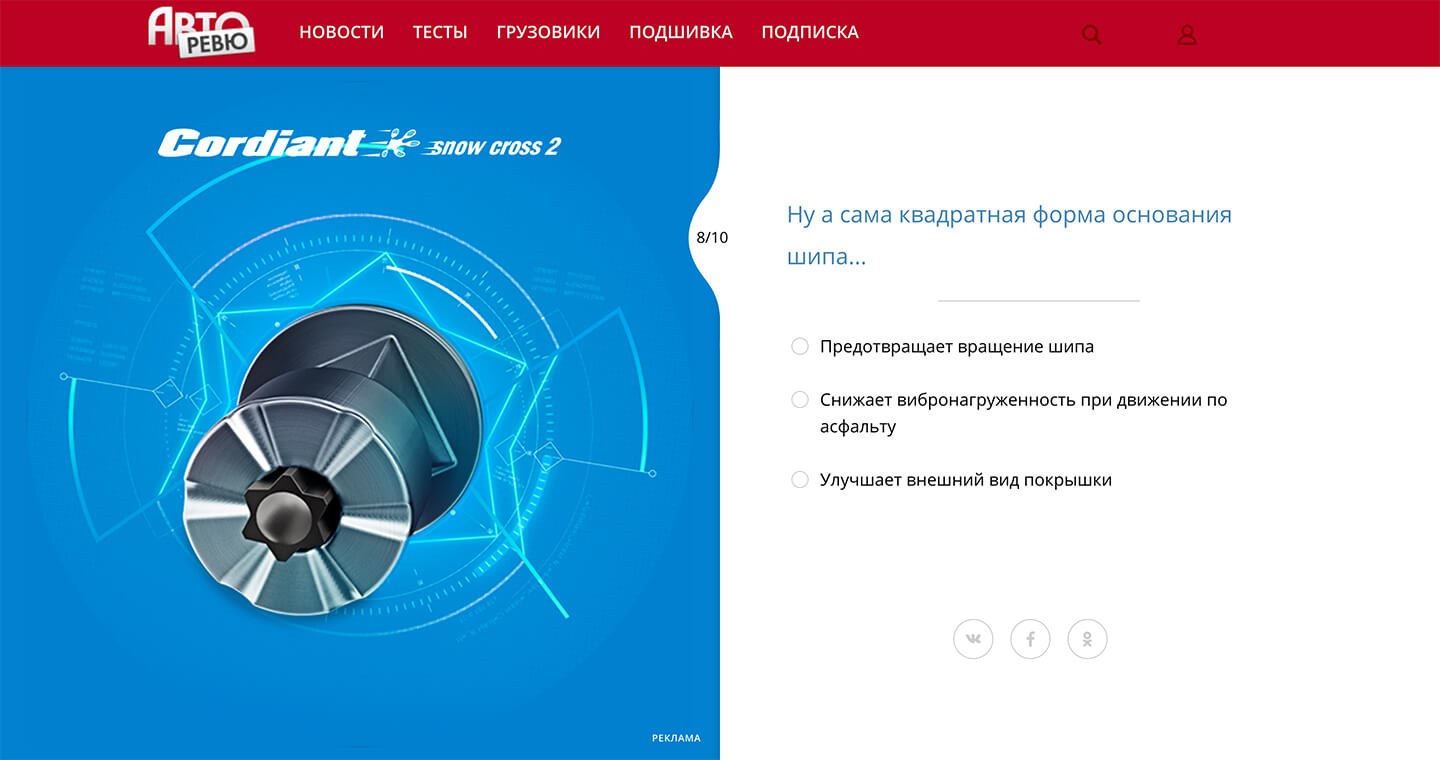 АВТО
РЕВЮ
НОВОСТИ ТЕСТЫ ГРУЗОВИКИ ПОДШИВКА ПОДПИСКА
Cordiant snow cross 2
8/10
Ну а сама квадратная форма основания
шипа...
Предотвращает вращение шипа
Снижает вибронагруженность при движении по
асфальту
Улучшает внешний вид покрышки
РЕКЛАМА